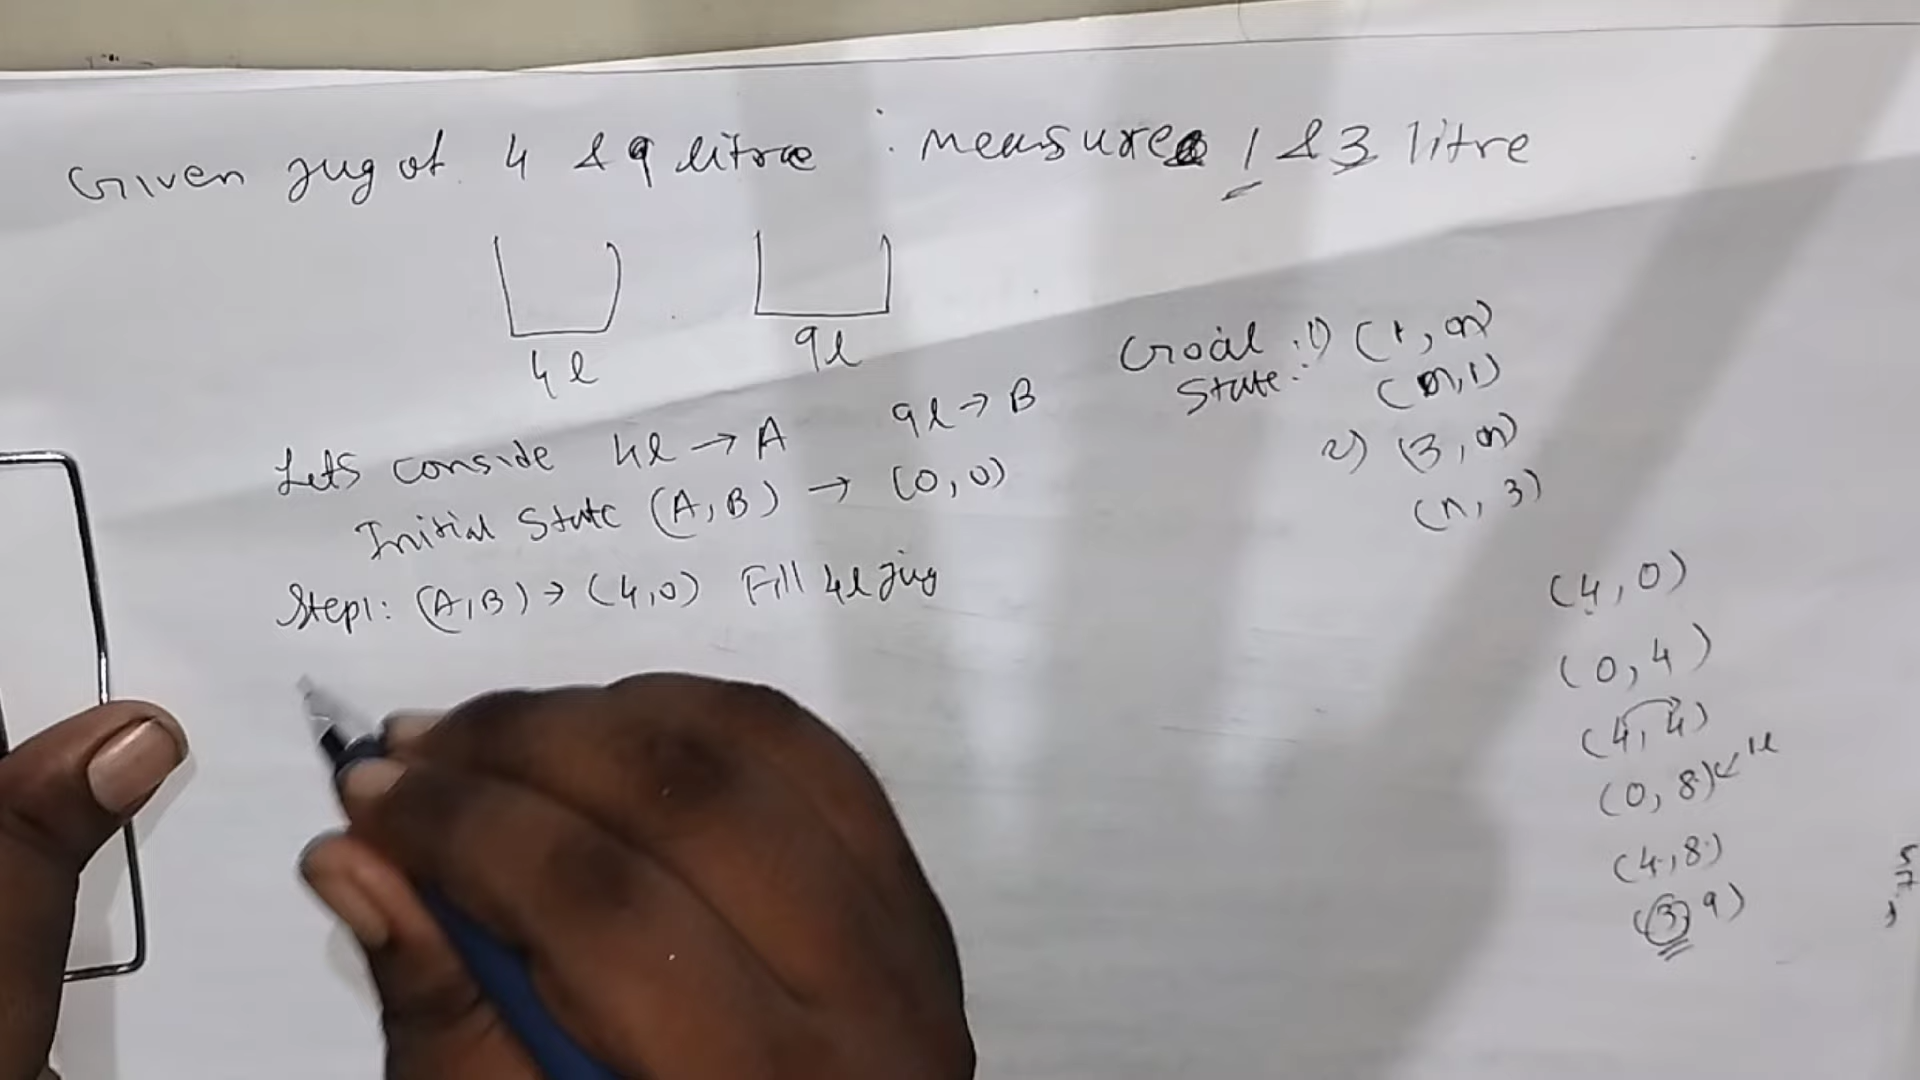 Given jug of 4 & 9 litre : measure 1 & 3 litre
4l 9l
Goal State: 1) (1, n)
(n, 1)
2) (3, n)
(n, 3)
Lets conside 4l → A 9l → B
Initial State (A, B) → (0, 0)
Step1: (A, B) → (4, 0) Fill 4l jug
(4, 0)
(0, 4)
(4, 4)
(0, 8) ← 1l
(4, 8)
(3, 9)